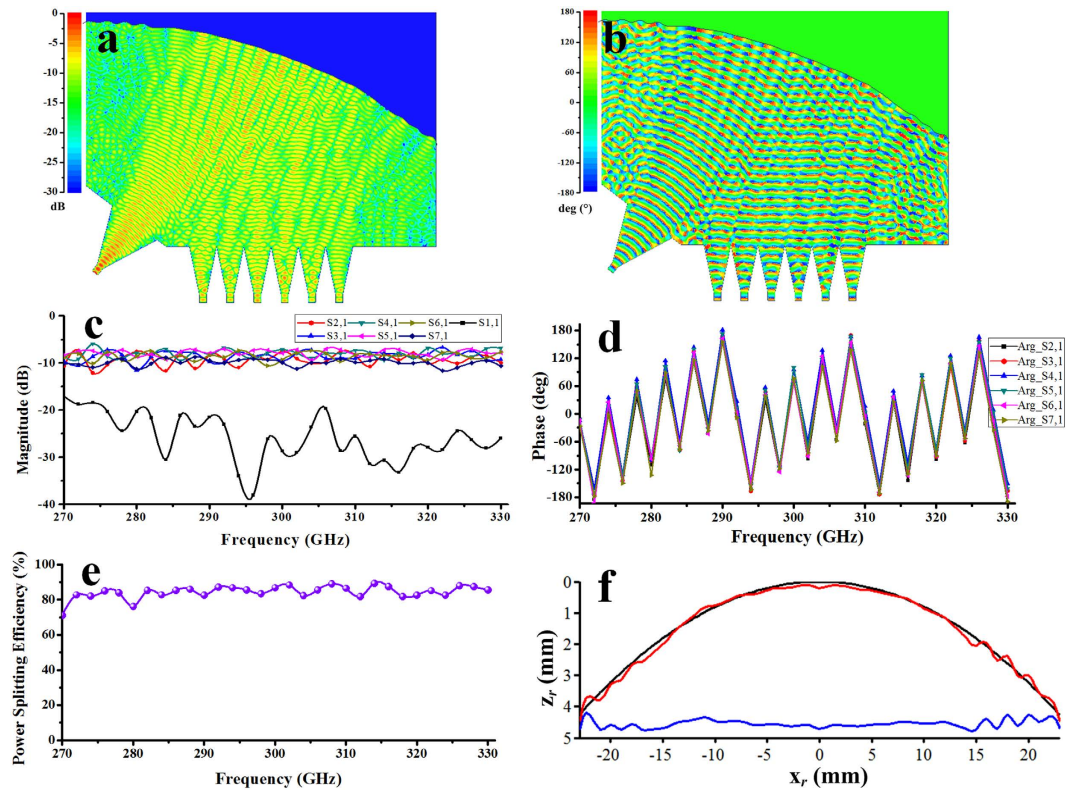 a
0
-5
-10
-15
-20
-25
-30
dB
b
180
120
60
0
-60
-120
-180
deg (°)
c
S2,1 S4,1 S6,1 S1,1
S3,1 S5,1 S7,1
Magnitude (dB)
0
-10
-20
-30
-40
270 280 290 300 310 320 330
Frequency (GHz)
d
Arg_S2,1
Arg_S3,1
Arg_S4,1
Arg_S5,1
Arg_S6,1
Arg_S7,1
Phase (deg)
180
120
60
0
-60
-120
-180
270 280 290 300 310 320 330
Frequency (GHz)
e
Power Splitting Efficiency (%)
100
80
60
40
20
0
270 280 290 300 310 320 330
Frequency (GHz)
f
zr (mm)
0
1
2
3
4
5
-20 -15 -10 -5 0 5 10 15 20
xr (mm)